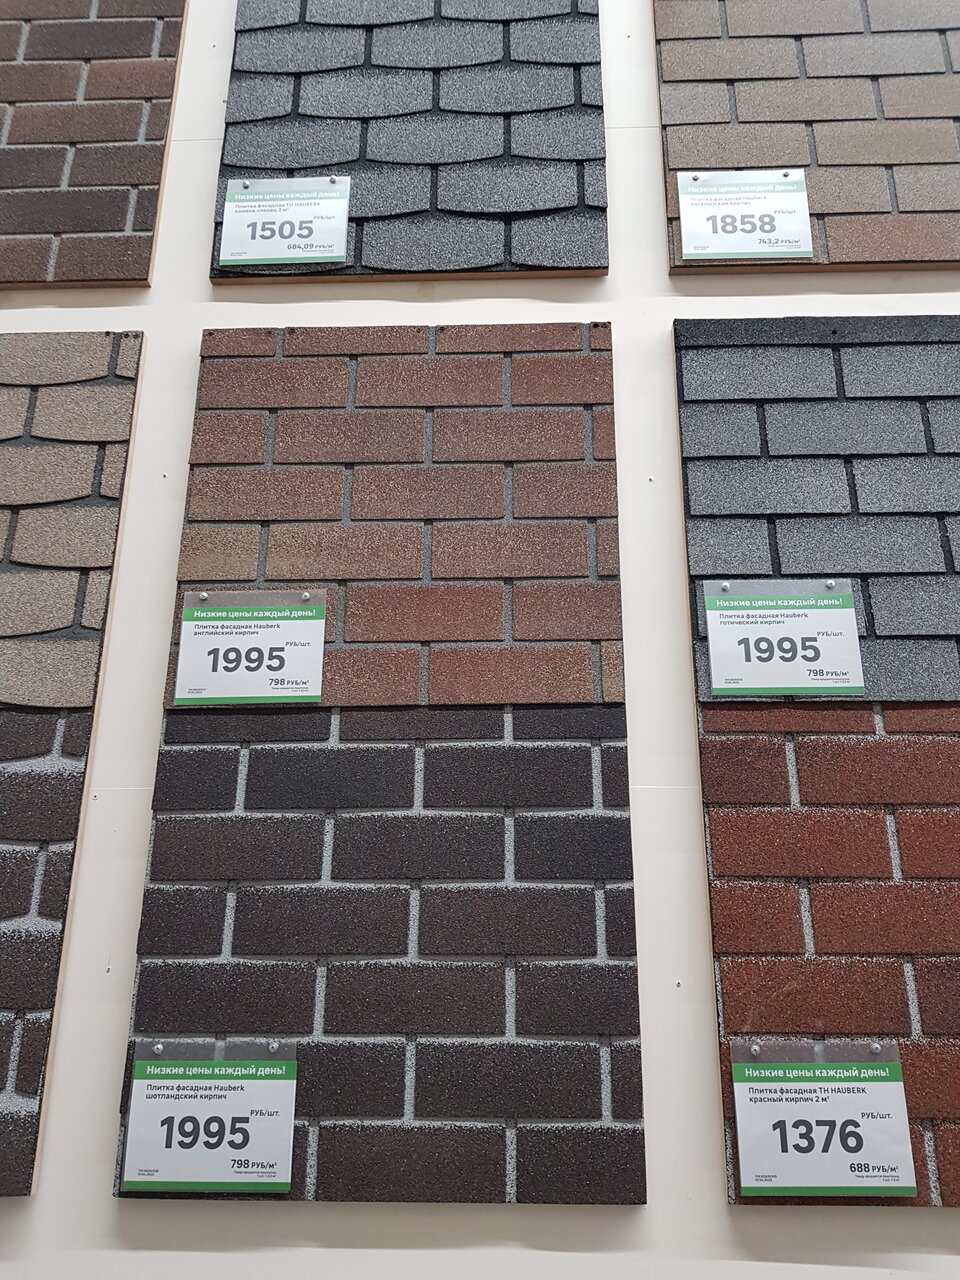 Низкие цены каждый день!
Плитка фасадная ТН HAUBERK
камень сланец 2 м²
1505 РУБ/шт.
684,09 РУБ/м²
Низкие цены каждый день!
Плитка фасадная Hauberk
1858 РУБ/шт.
743,2 РУБ/м²
Низкие цены каждый день!
Плитка фасадная Hauberk
английский кирпич
1995 РУБ/шт.
798 РУБ/м²
Низкие цены каждый день!
Плитка фасадная Hauberk
готический кирпич
1995 РУБ/шт.
798 РУБ/м²
Низкие цены каждый день!
Плитка фасадная Hauberk
шотландский кирпич
1995 РУБ/шт.
798 РУБ/м²
Низкие цены каждый день!
Плитка фасадная ТН HAUBERK
красный кирпич 2 м²
1376 РУБ/шт.
688 РУБ/м²